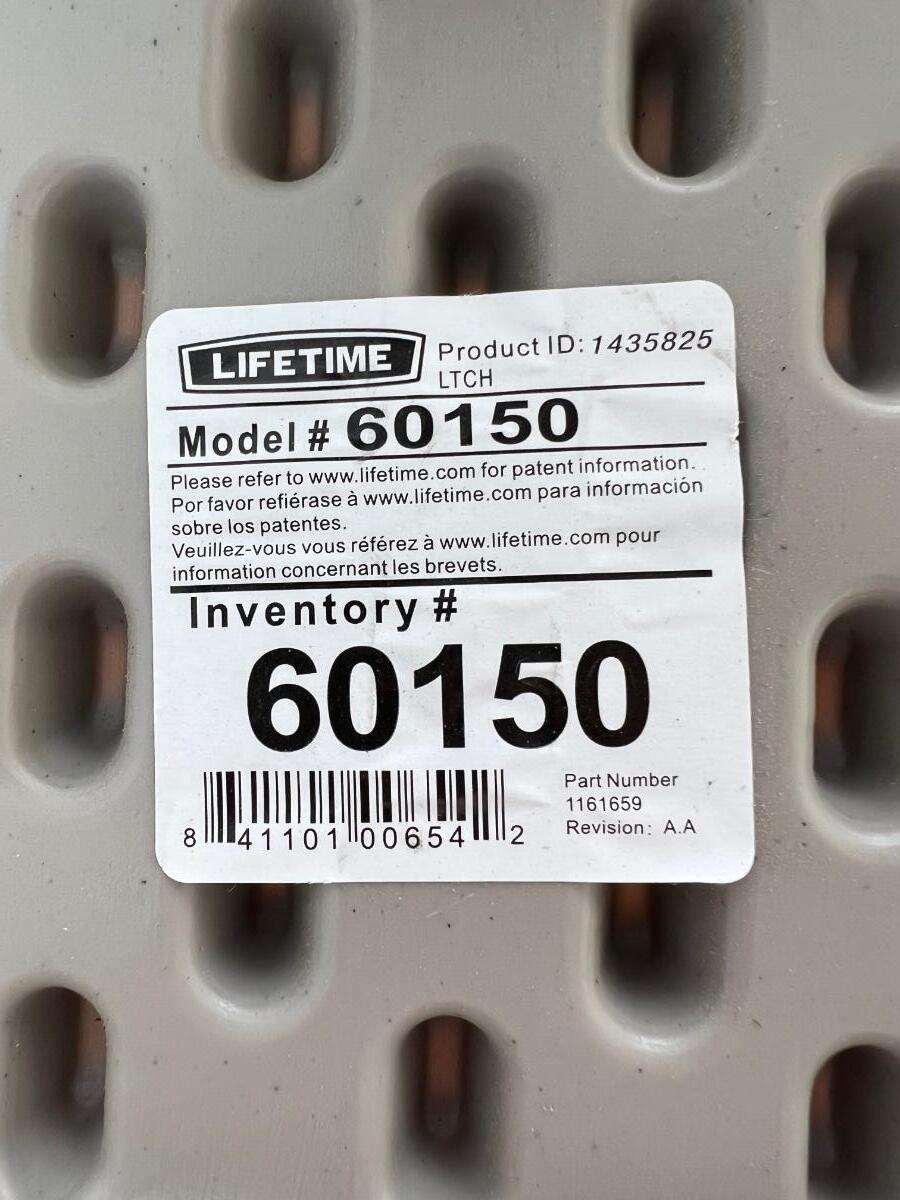 LIFETIME
Product ID: 1435825
LTCH
Model # 60150
Please refer to www.lifetime.com for patent information.
Por favor refiérase à www.lifetime.com para información
sobre los patentes.
Veuillez-vous vous référez à www.lifetime.com pour
information concernant les brevets.
Inventory #
60150
8 41101 00654 2
Part Number
1161659
Revision: A.A